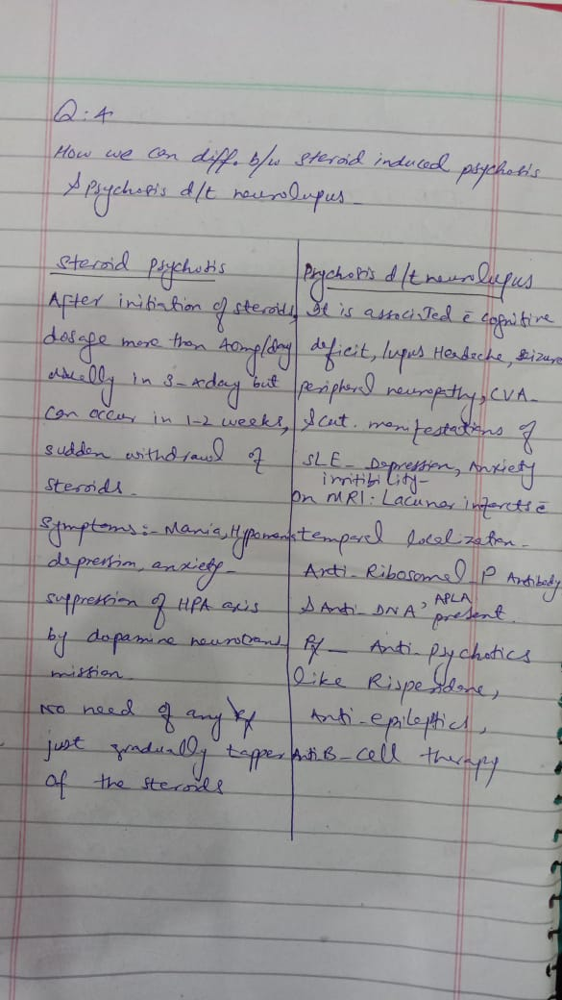 Q:4
How we can diff. b/w steroid induced psychosis
& Psychosis d/t neurolupus
Steroid Psychosis
After initiation of steroids,
dosage more than 40mg/day
usually in 3-4day but
can occur in 1-2 weeks,
sudden withdrawl of
steroids.
Symptoms:- Mania, Hypomania
depression, anxiety-
suppression of HPA axis
by dopamine neurotrans
mission.
No need of any Rx
just gradually tapper
of the steroids
Psychosis d/t neurolupus
It is associated c̄ cognitive
deficit, lupus Headache, seizure
peripheral neuropathy, CVA-
& cut. manifestations of
SLE- Depression, Anxiety
irritibility-
On MRI: Lacunar infarcts c̄
temporal localization-
Anti-Ribosomal-P Antibody
& Anti-DNA, APLA present.
Rx- Anti-Psychotics
like Risperidone,
Anti-epileptics,
Anti B-cell therapy